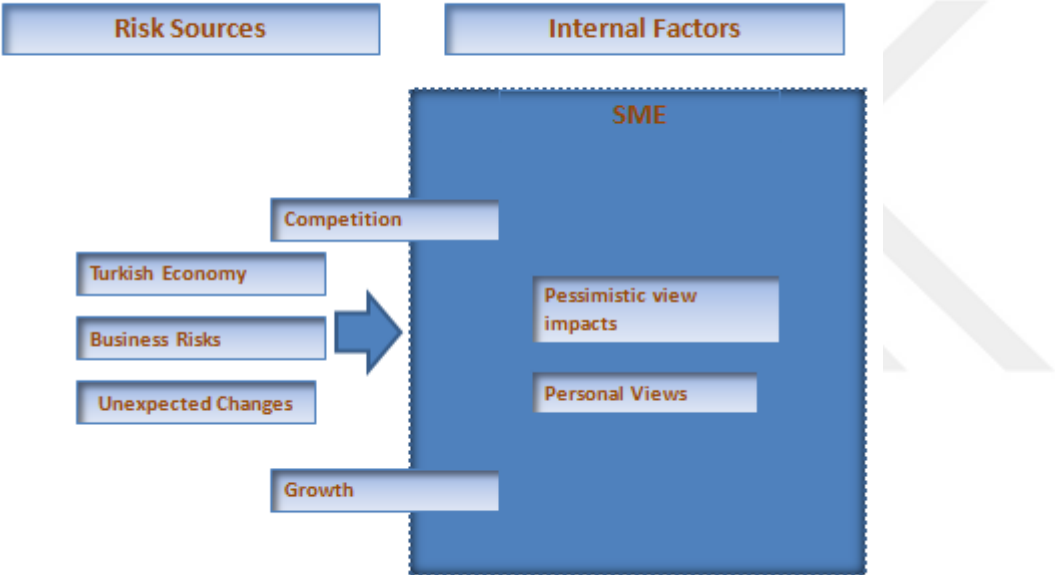 Risk Sources
Internal Factors
SME
Competition
Turkish Economy
Business Risks
Unexpected Changes
Growth
Pessimistic view
impacts
Personal Views